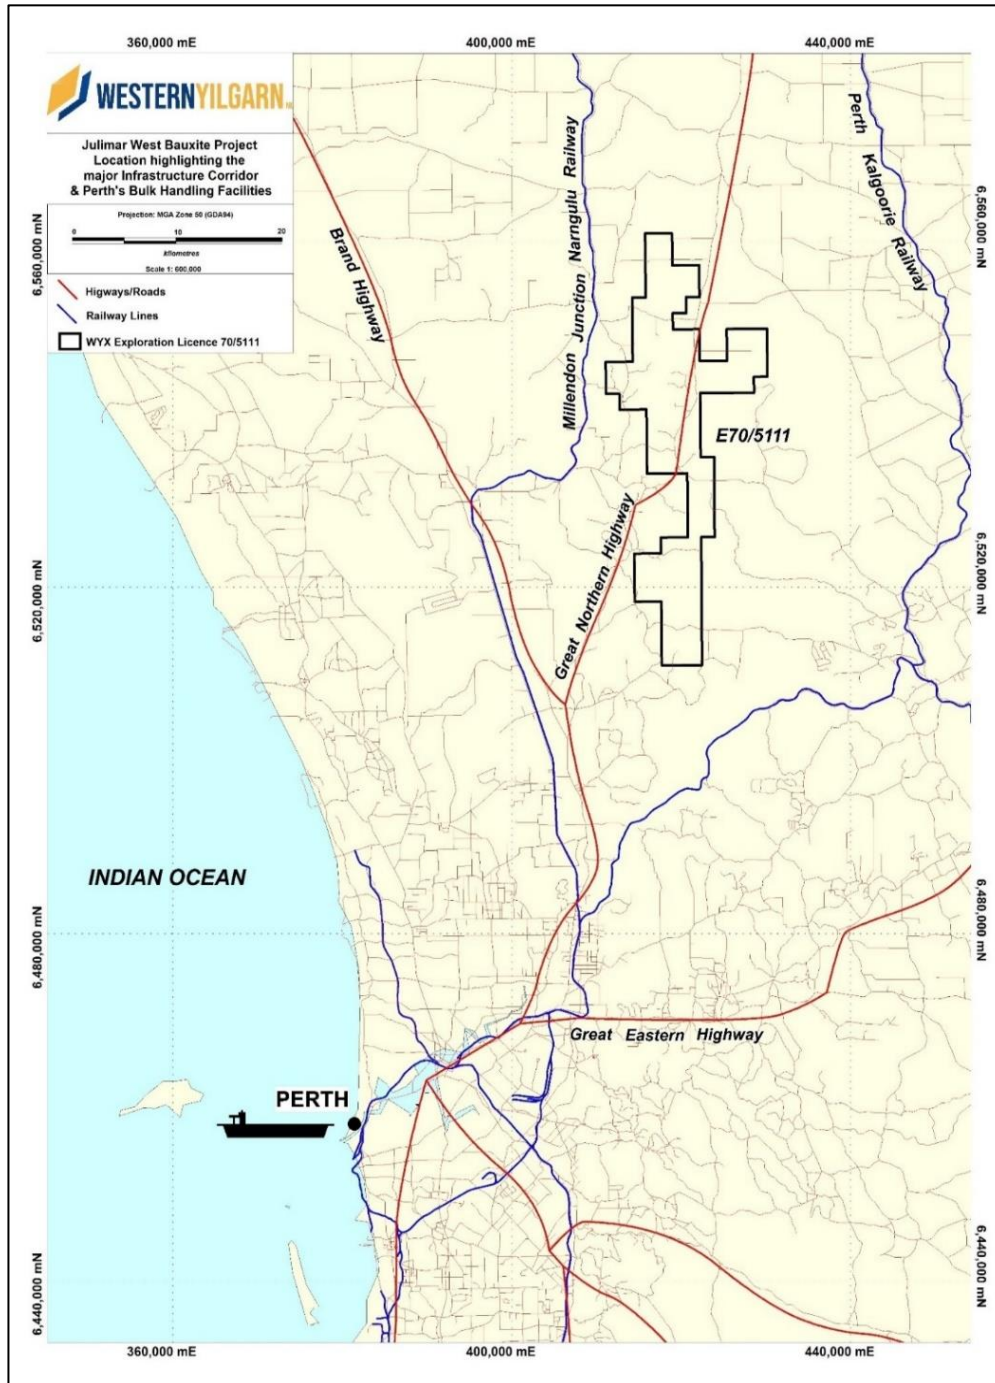 360,000 mE
400,000 mE
440,000 mE
WESTERNYILGARN
Julimar West Bauxite Project
Location highlighting the
major Infrastructure Corridor
& Perth's Bulk Handling Facilities
Projection: MGA Zone 50 (GDA94)
0
10
20
kilometres
Scale 1: 600,000
Higways/Roads
Railway Lines
WYX Exploration Licence 70/5111
Brand Highway
Millendon Junction Narngulu Railway
Perth Kalgoorie Railway
6,560,000 mN
6,560,000 mN
E70/5111
Great Northern Highway
6,520,000 mN
6,520,000 mN
INDIAN OCEAN
6,480,000 mN
6,480,000 mN
Great Eastern Highway
PERTH
6,440,000 mN
6,440,000 mN
360,000 mE
400,000 mE
440,000 mE